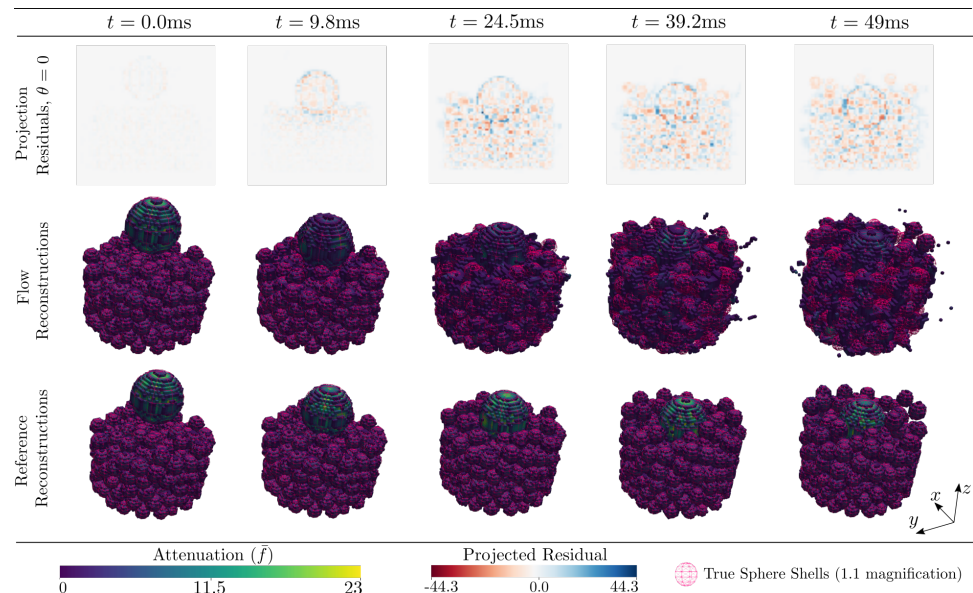 t = 0.0ms
t = 9.8ms
t = 24.5ms
t = 39.2ms
t = 49ms
Projection
Residuals, θ = 0
Flow
Reconstructions
Reference
Reconstructions
z
x
y
Attenuation (f̄)
0
11.5
23
Projected Residual
-44.3
0.0
44.3
True Sphere Shells (1.1 magnification)